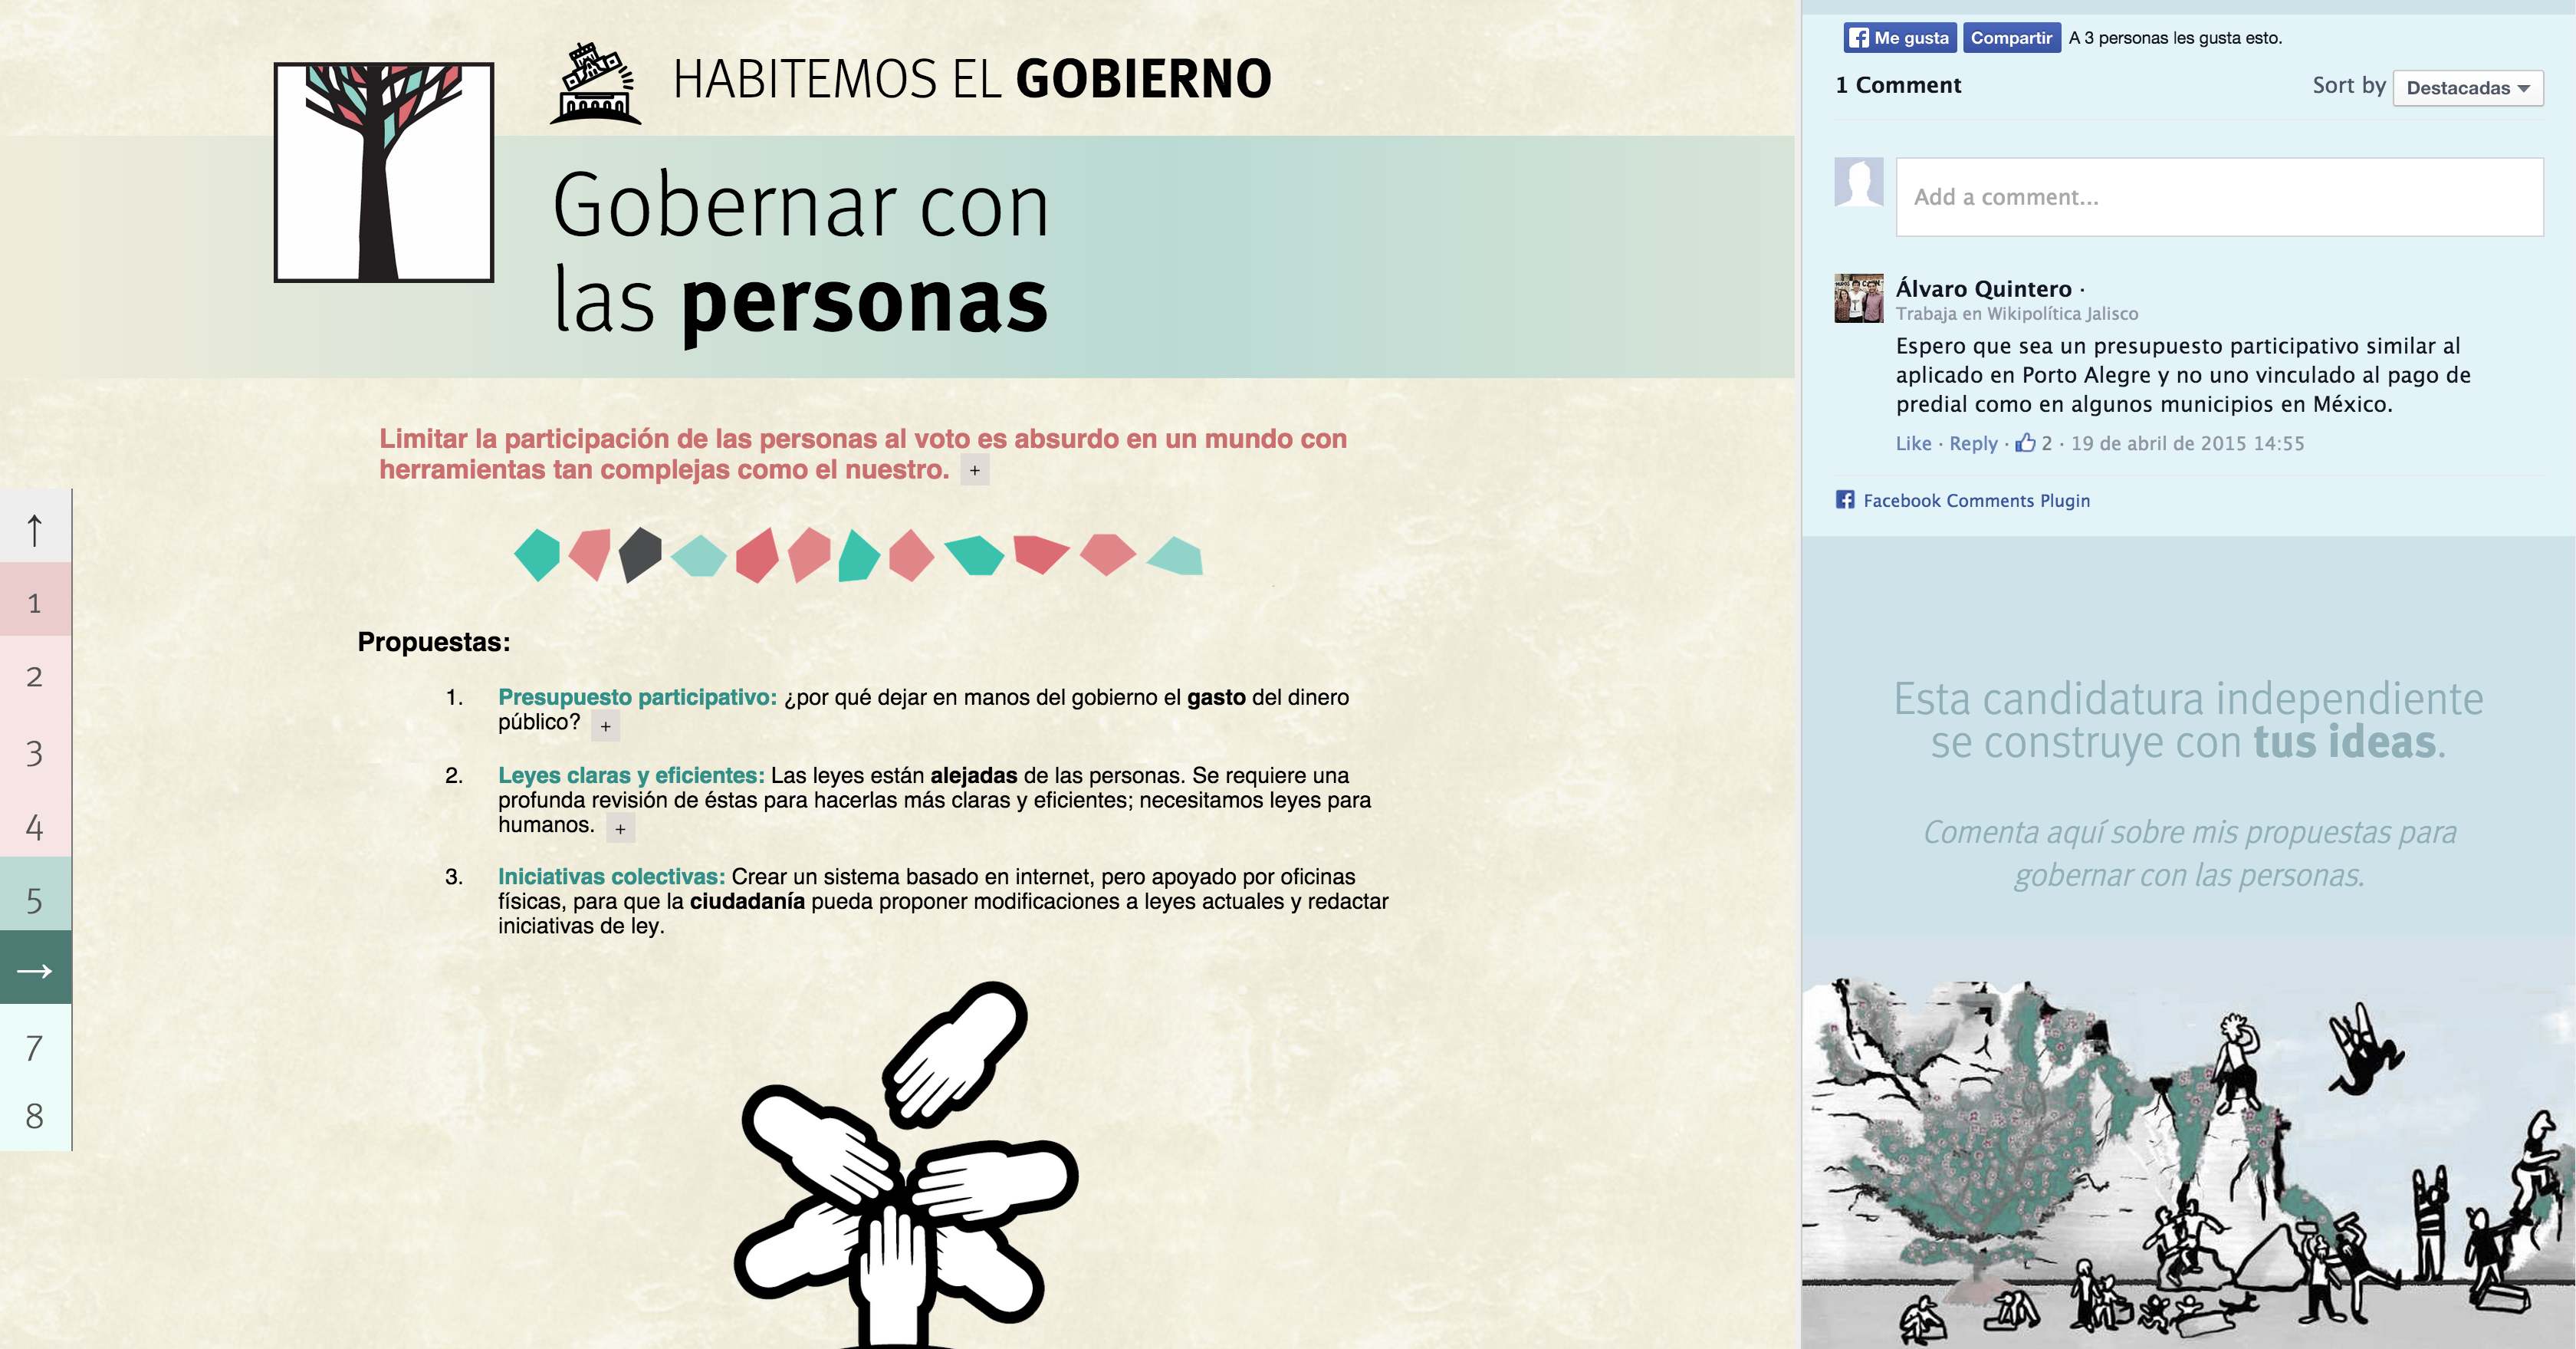 HABITEMOS EL GOBIERNO
Gobernar con
las personas
Limitar la participación de las personas al voto es absurdo en un mundo con
herramientas tan complejas como el nuestro. +
↑
1
2
3
4
5
→
7
8
Propuestas:
1. Presupuesto participativo: ¿por qué dejar en manos del gobierno el gasto del dinero
público? +
2. Leyes claras y eficientes: Las leyes están alejadas de las personas. Se requiere una
profunda revisión de éstas para hacerlas más claras y eficientes; necesitamos leyes para
humanos. +
3. Iniciativas colectivas: Crear un sistema basado en internet, pero apoyado por oficinas
físicas, para que la ciudadanía pueda proponer modificaciones a leyes actuales y redactar
iniciativas de ley.
Me gusta Compartir A 3 personas les gusta esto.
1 Comment Sort by Destacadas
Add a comment...
Álvaro Quintero ·
Trabaja en Wikipolítica Jalisco
Espero que sea un presupuesto participativo similar al
aplicado en Porto Alegre y no uno vinculado al pago de
predial como en algunos municipios en México.
Like · Reply · 2 · 19 de abril de 2015 14:55
Facebook Comments Plugin
Esta candidatura independiente
se construye con tus ideas.
Comenta aquí sobre mis propuestas para
gobernar con las personas.